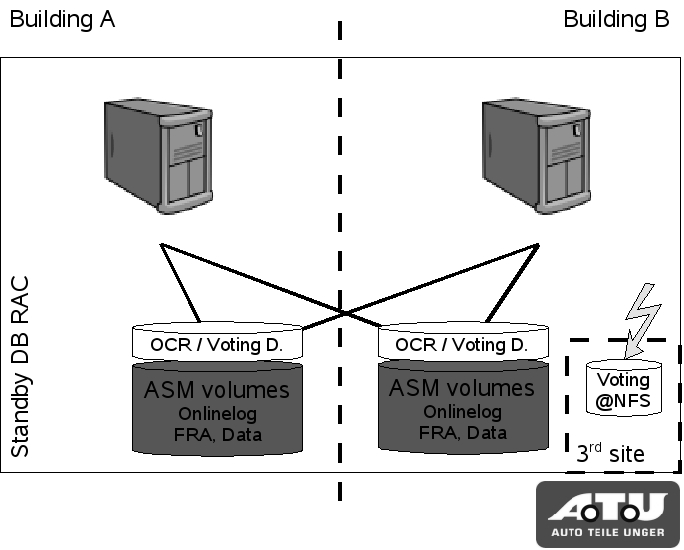 Building A
Building B
Standby DB RAC
OCR / Voting D.
ASM volumes
Onlinelog
FRA, Data
OCR / Voting D.
ASM volumes
Onlinelog
FRA, Data
Voting
@NFS
3rd site
ATU
AUTO TEILE UNGER